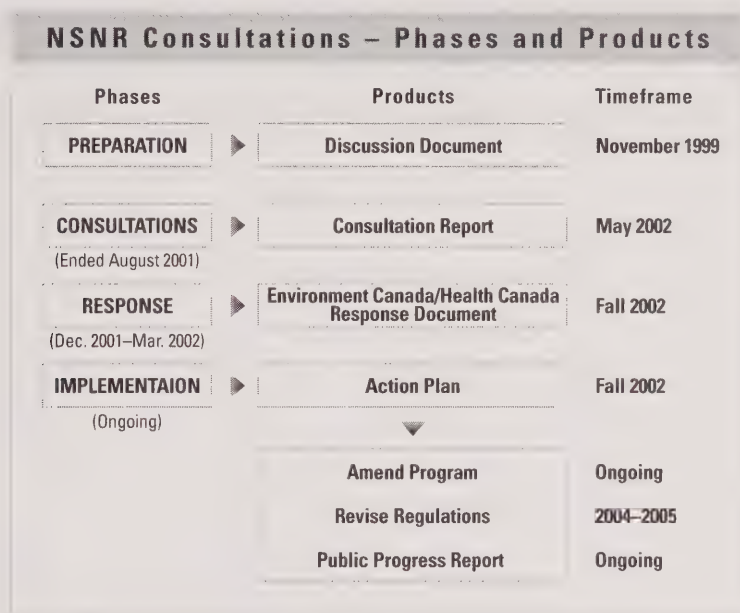 NSNR Consultations – Phases and Products
Phases Products Timeframe
PREPARATION Discussion Document November 1999
CONSULTATIONS Consultation Report May 2002
(Ended August 2001)
RESPONSE Environment Canada/Health Canada Response Document Fall 2002
(Dec. 2001–Mar. 2002)
IMPLEMENTAION Action Plan Fall 2002
(Ongoing)
Amend Program Ongoing
Revise Regulations 2004–2005
Public Progress Report Ongoing